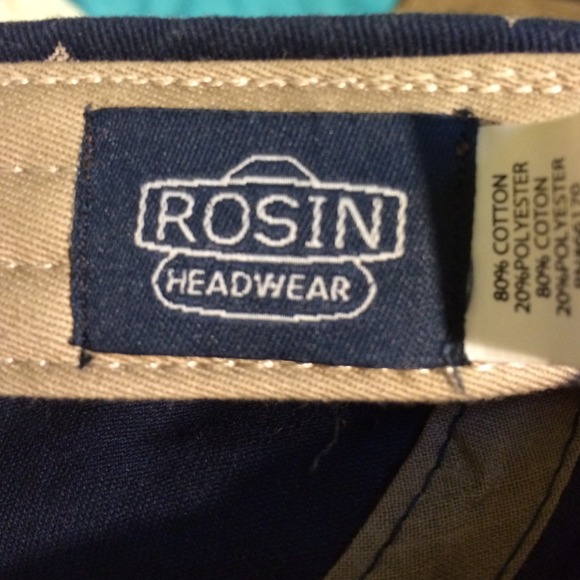 ROSIN
HEADWEAR
80% COTTON
20%POLYESTER
80% COTON
20%POLYESTER